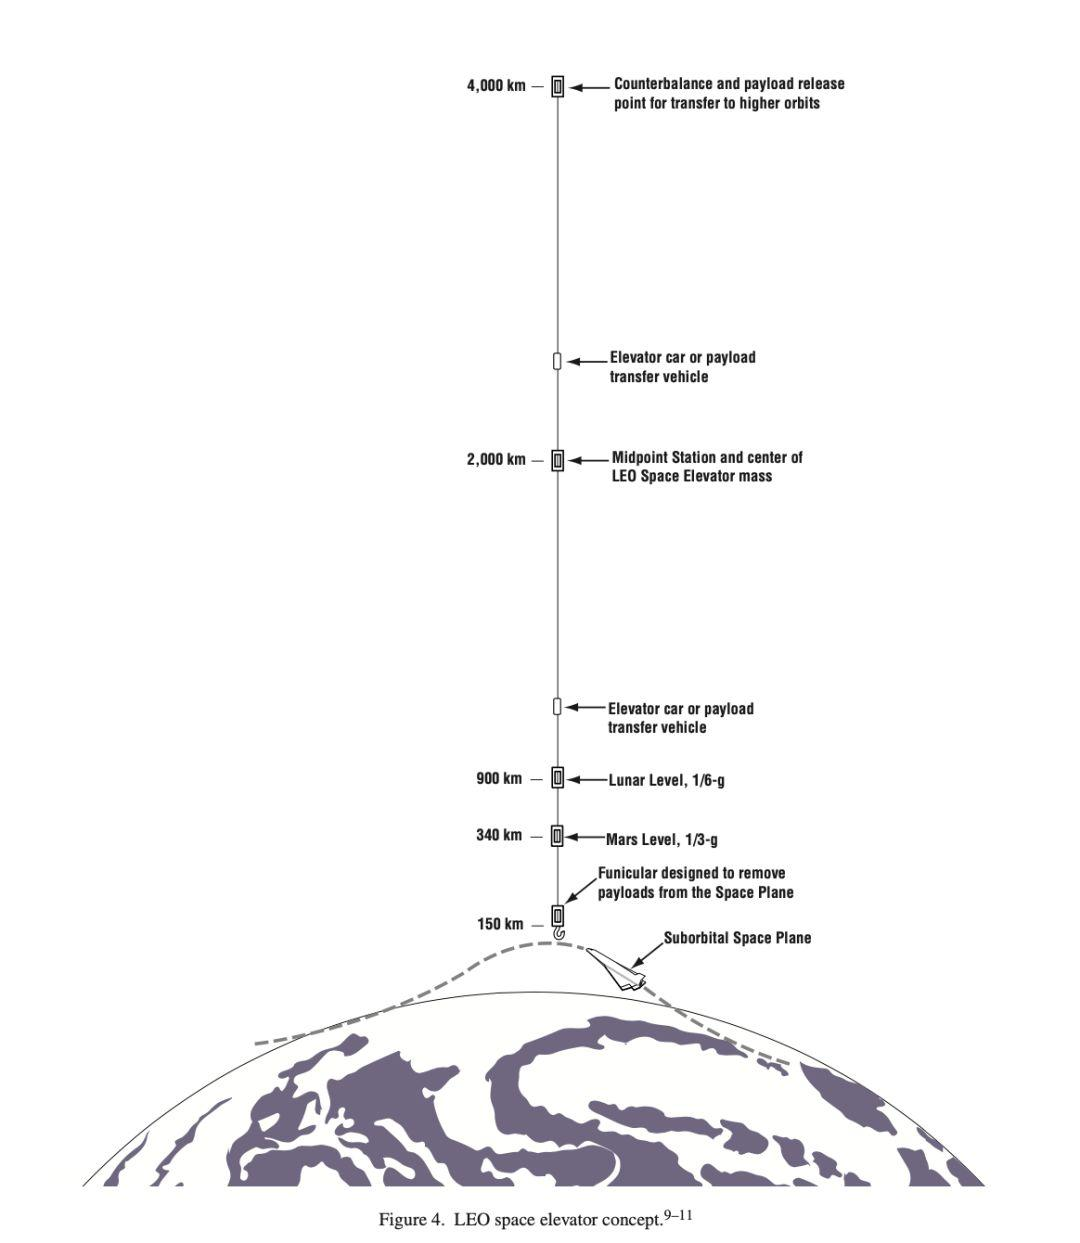 4,000 km
Counterbalance and payload release
point for transfer to higher orbits
Elevator car or payload
transfer vehicle
2,000 km
Midpoint Station and center of
LEO Space Elevator mass
Elevator car or payload
transfer vehicle
900 km
Lunar Level, 1/6-g
340 km
Mars Level, 1/3-g
Funicular designed to remove
payloads from the Space Plane
150 km
Suborbital Space Plane
Figure 4. LEO space elevator concept.9–11